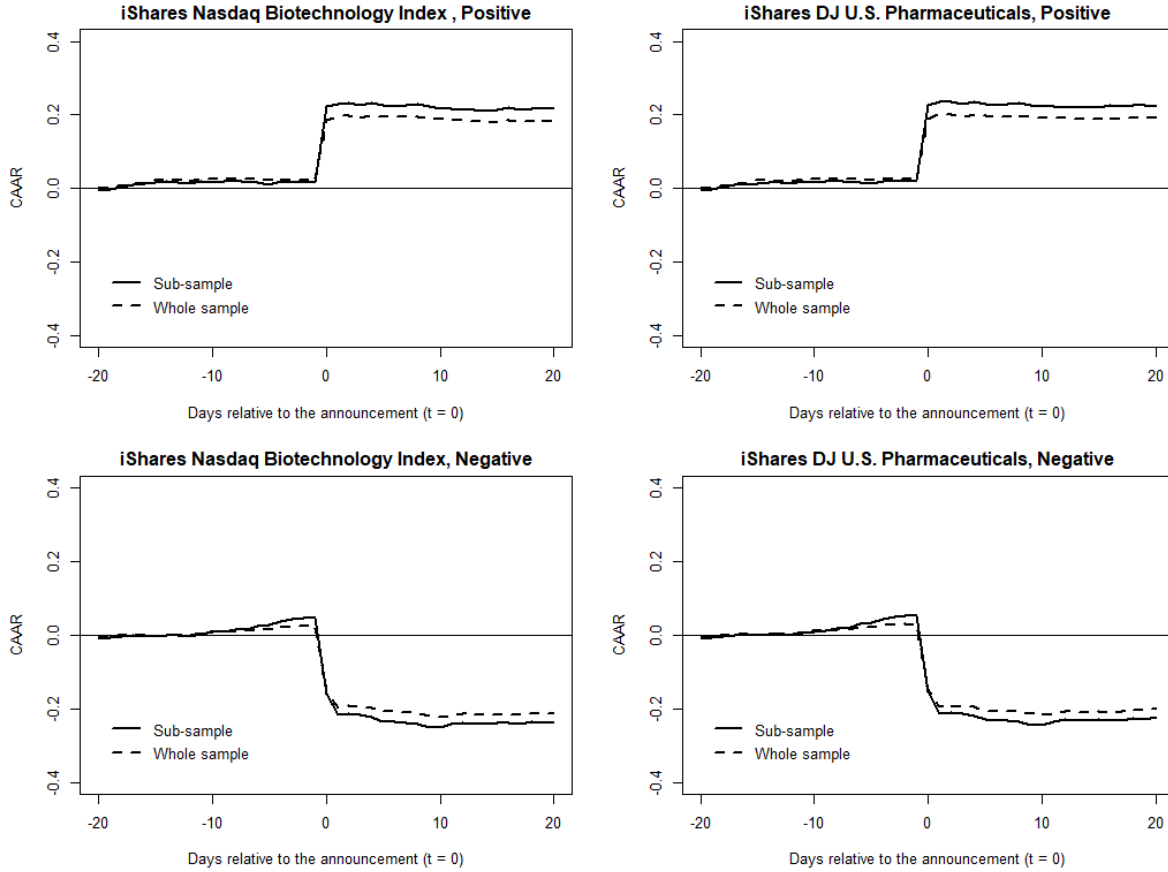 iShares Nasdaq Biotechnology Index , Positive
CAAR
0.4
0.2
0.0
-0.2
-0.4
Sub-sample
Whole sample
-20 -10 0 10 20
Days relative to the announcement (t = 0)
iShares DJ U.S. Pharmaceuticals, Positive
CAAR
0.4
0.2
0.0
-0.2
-0.4
Sub-sample
Whole sample
-20 -10 0 10 20
Days relative to the announcement (t = 0)
iShares Nasdaq Biotechnology Index, Negative
CAAR
0.4
0.2
0.0
-0.2
-0.4
Sub-sample
Whole sample
-20 -10 0 10 20
Days relative to the announcement (t = 0)
iShares DJ U.S. Pharmaceuticals, Negative
CAAR
0.4
0.2
0.0
-0.2
-0.4
Sub-sample
Whole sample
-20 -10 0 10 20
Days relative to the announcement (t = 0)